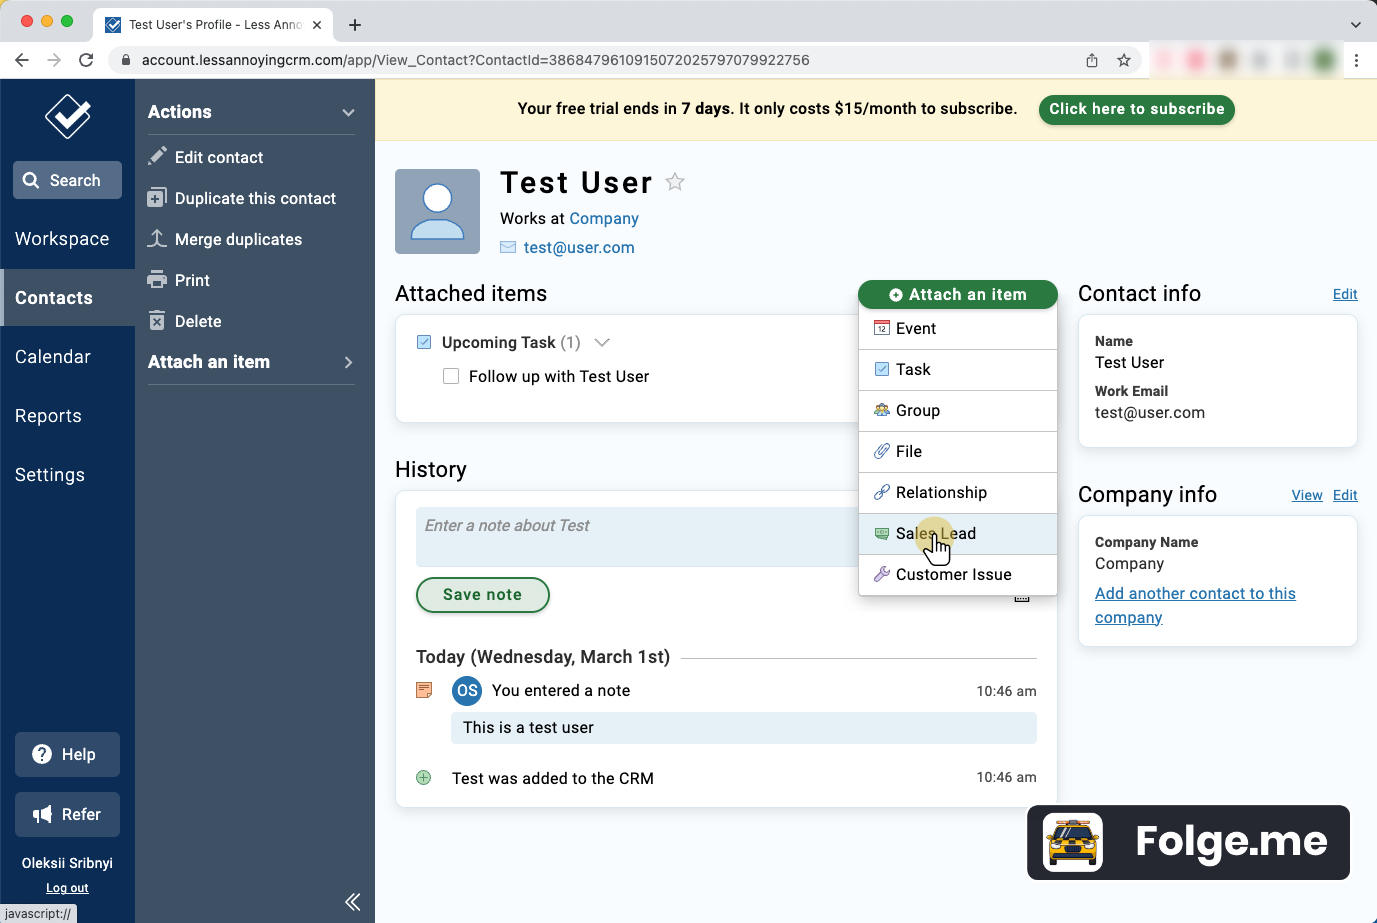 Test User's Profile - Less Anno
account.lessannoyingcrm.com/app/View_Contact?ContactId=3868479610915072025797079922756
Your free trial ends in 7 days. It only costs $15/month to subscribe.
Click here to subscribe
Search
Workspace
Contacts
Calendar
Reports
Settings
Help
Refer
Oleksii Sribnyi
Log out
javascript://
Actions
Edit contact
Duplicate this contact
Merge duplicates
Print
Delete
Attach an item
Test User
Works at Company
test@user.com
Attached items
Upcoming Task (1)
Follow up with Test User
Attach an item
12
Event
Task
Group
File
Relationship
Sales Lead
Customer Issue
History
Enter a note about Test
Save note
Today (Wednesday, March 1st)
OS You entered a note 10:46 am
This is a test user
Test was added to the CRM 10:46 am
Contact info Edit
Name
Test User
Work Email
test@user.com
Company info View Edit
Company Name
Company
Add another contact to this
company
Folge.me